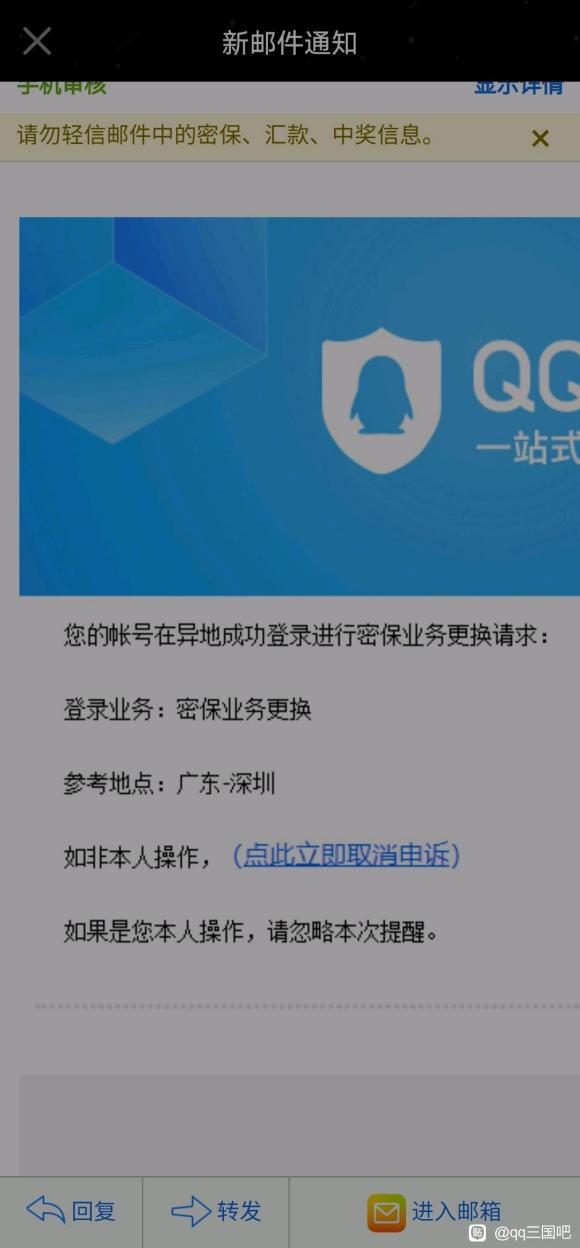 新邮件通知
手机审核
显示详情
请勿轻信邮件中的密保、汇款、中奖信息。
一站式
您的帐号在异地成功登录进行密保业务更换请求：
登录业务：密保业务更换
参考地点：广东-深圳
如非本人操作，（点此立即取消申诉）
如果是您本人操作，请忽略本次提醒。
回复
转发
进入邮箱
贴 @qq三国吧